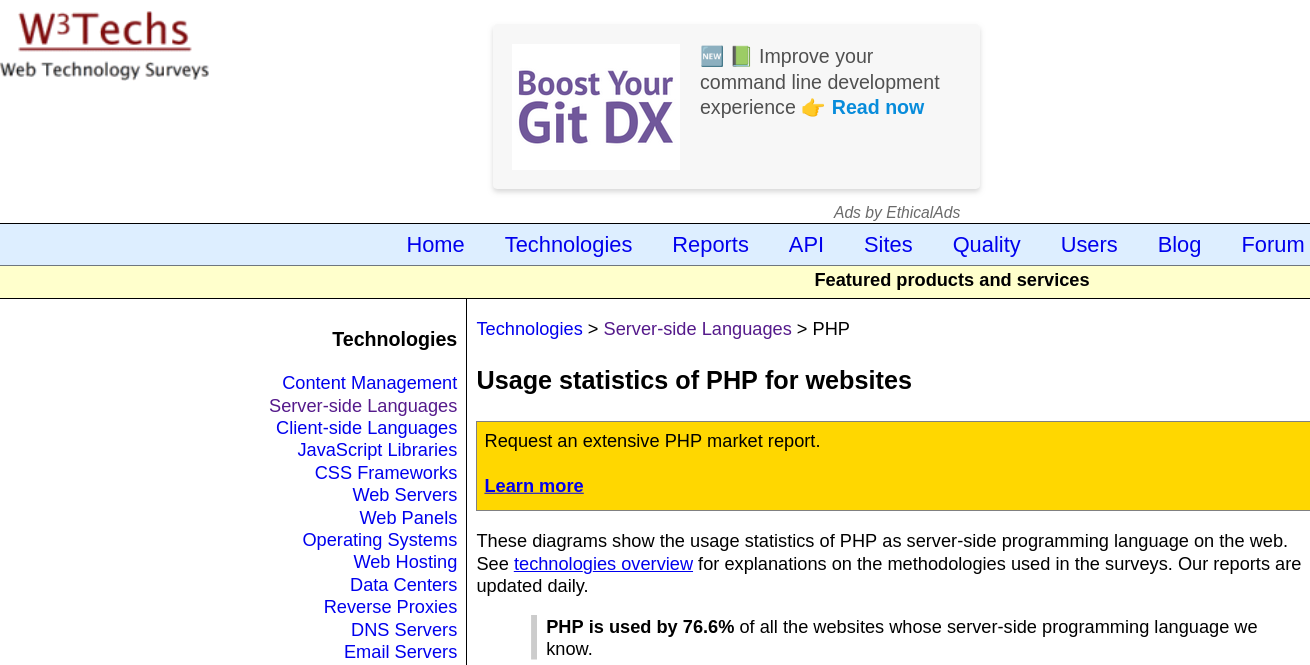 W3Techs
Web Technology Surveys
Boost Your
Git DX
🆕 📗 Improve your
command line development
experience 👉 Read now
Ads by EthicalAds
Home Technologies Reports API Sites Quality Users Blog Forum
Featured products and services
Technologies
Content Management
Server-side Languages
Client-side Languages
JavaScript Libraries
CSS Frameworks
Web Servers
Web Panels
Operating Systems
Web Hosting
Data Centers
Reverse Proxies
DNS Servers
Email Servers
Technologies > Server-side Languages > PHP
Usage statistics of PHP for websites
Request an extensive PHP market report.
Learn more
These diagrams show the usage statistics of PHP as server-side programming language on the web.
See technologies overview for explanations on the methodologies used in the surveys. Our reports are
updated daily.
PHP is used by 76.6% of all the websites whose server-side programming language we
know.